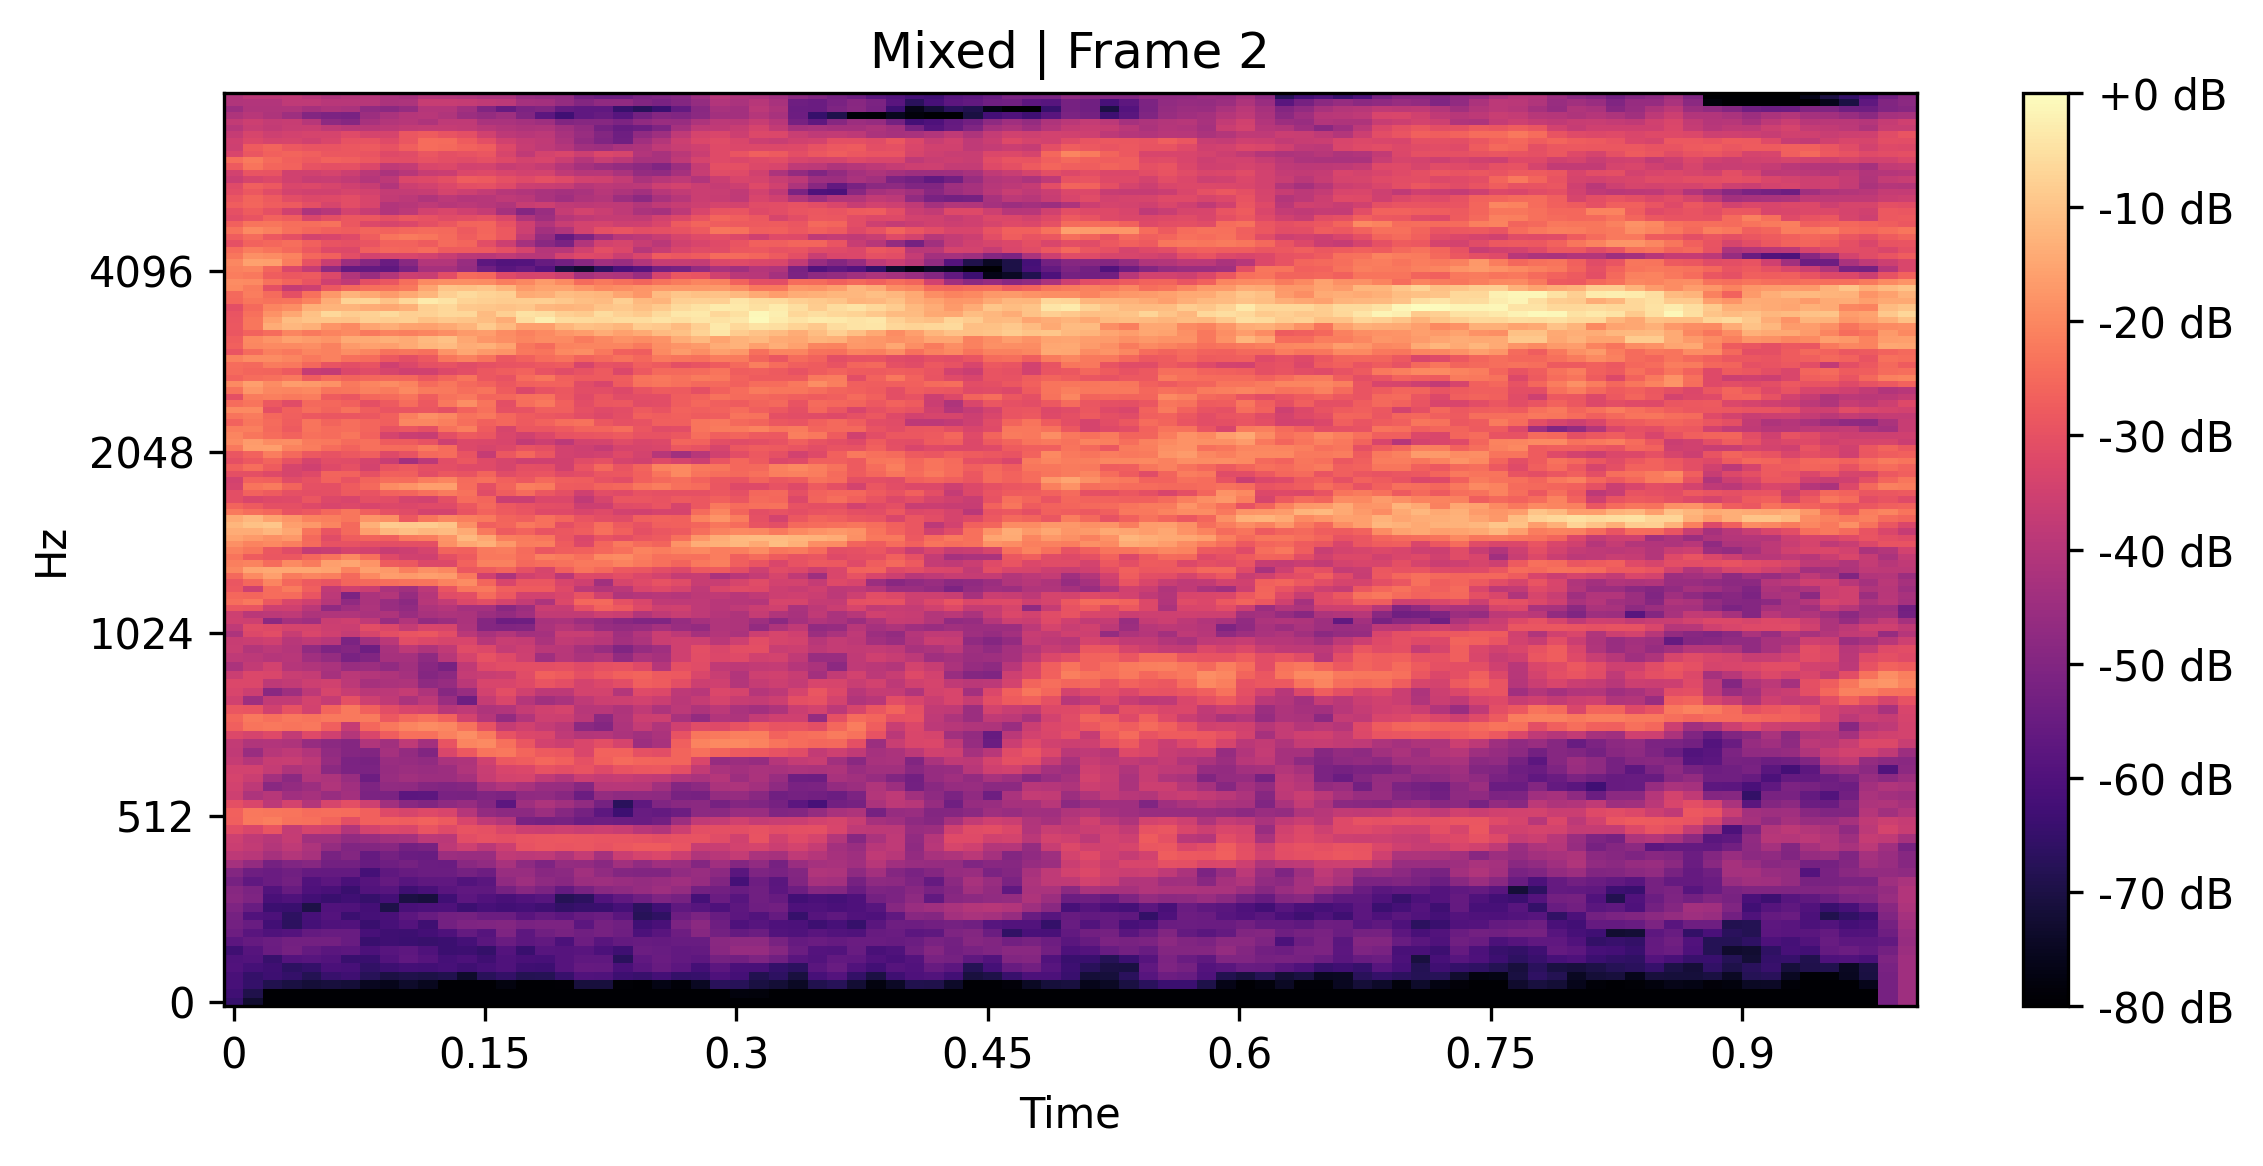 Mixed | Frame 2
+0 dB
-10 dB
-20 dB
-30 dB
-40 dB
-50 dB
-60 dB
-70 dB
-80 dB
Hz
4096
2048
1024
512
0
0 0.15 0.3 0.45 0.6 0.75 0.9
Time